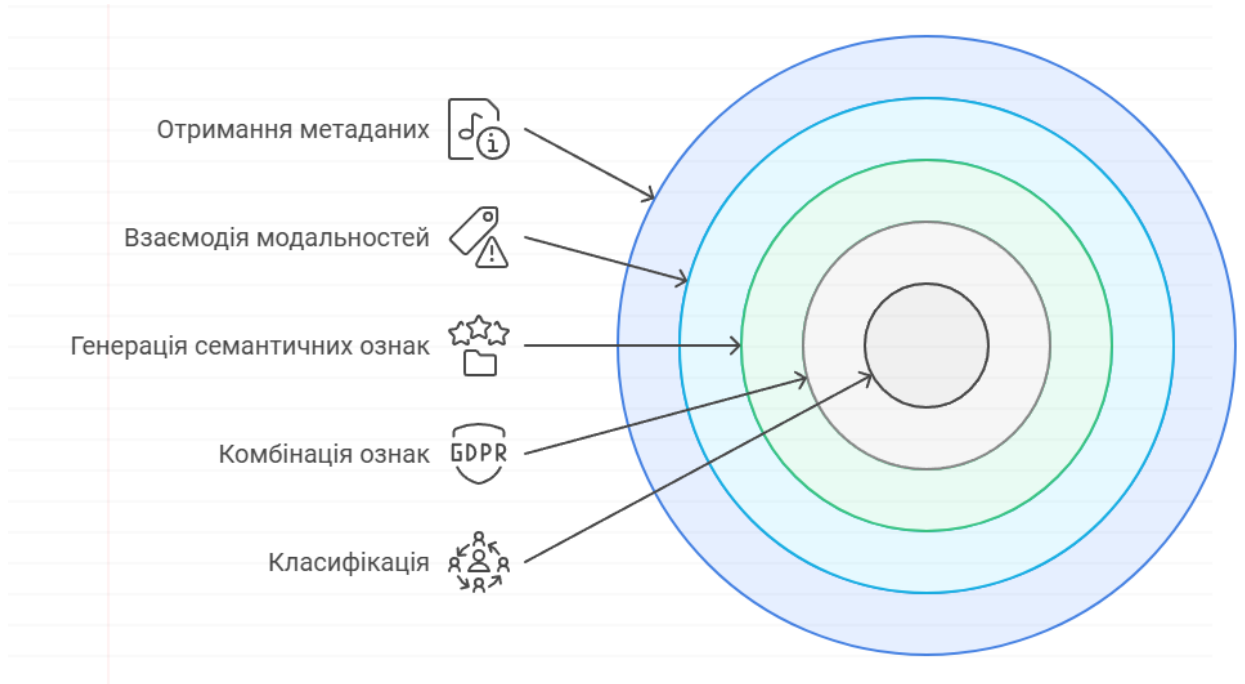 Отримання метаданих
Взаємодія модальностей
Генерація семантичних ознак
Комбінація ознак
GDPR
Класифікація